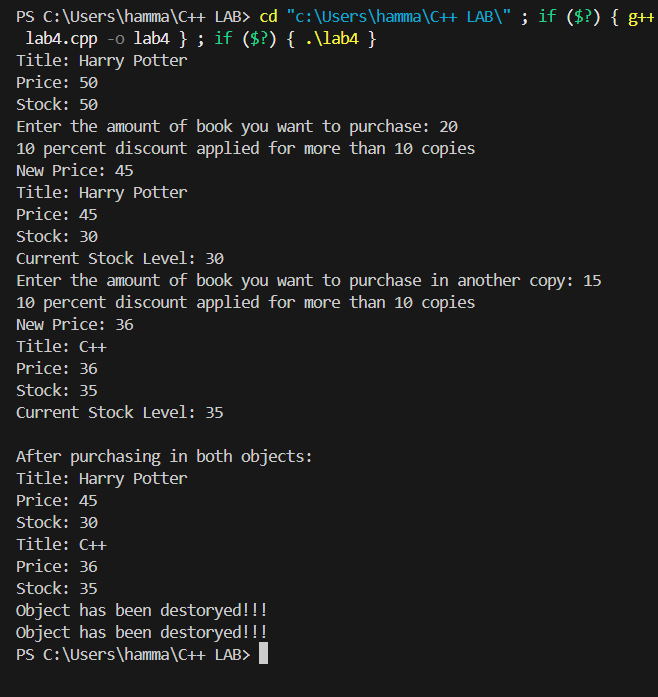 PS C:\Users\hamma\C++ LAB> cd "c:\Users\hamma\C++ LAB\" ; if ($?) { g++
 lab4.cpp -o lab4 } ; if ($?) { .\lab4 }
Title: Harry Potter
Price: 50
Stock: 50
Enter the amount of book you want to purchase: 20
10 percent discount applied for more than 10 copies
New Price: 45
Title: Harry Potter
Price: 45
Stock: 30
Current Stock Level: 30
Enter the amount of book you want to purchase in another copy: 15
10 percent discount applied for more than 10 copies
New Price: 36
Title: C++
Price: 36
Stock: 35
Current Stock Level: 35

After purchasing in both objects:
Title: Harry Potter
Price: 45
Stock: 30
Title: C++
Price: 36
Stock: 35
Object has been destoryed!!!
Object has been destoryed!!!
PS C:\Users\hamma\C++ LAB>